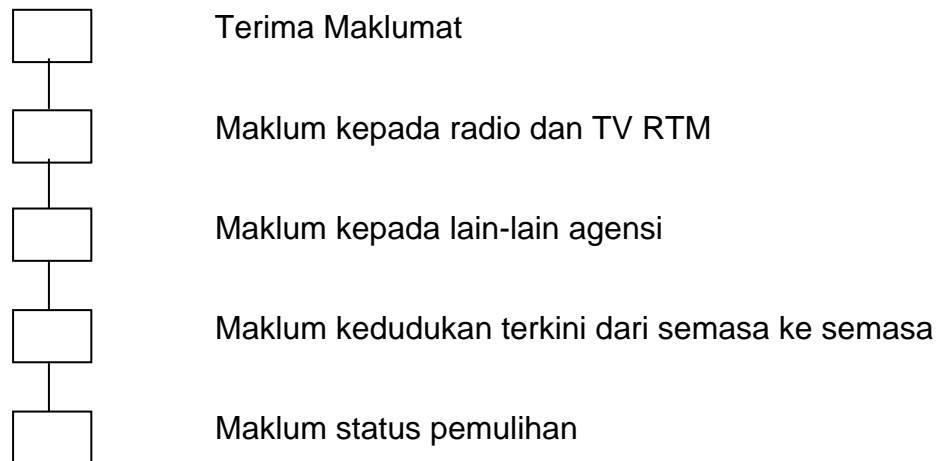 Terima Maklumat
Maklum kepada radio dan TV RTM
Maklum kepada lain-lain agensi
Maklum kedudukan terkini dari semasa ke semasa
Maklum status pemulihan